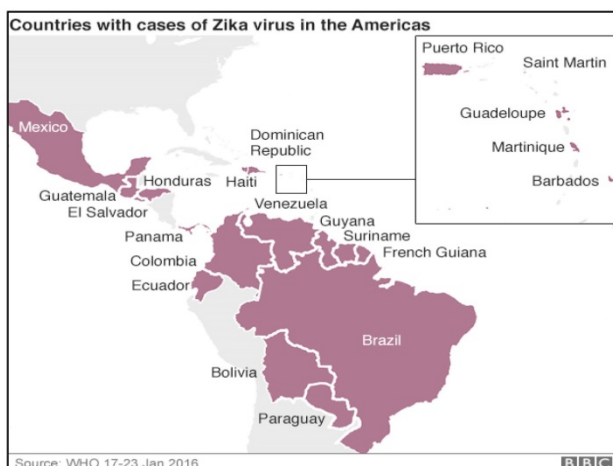 Countries with cases of Zika virus in the Americas
Puerto Rico
Saint Martin
Mexico
Guadeloupe
Dominican
Republic
Martinique
Honduras
Haiti
Guatemala
Barbados
El Salvador
Venezuela
Guyana
Panama
Suriname
Colombia
French Guiana
Ecuador
Brazil
Bolivia
Paraguay
Source: WHO 17-23 Jan 2016
BBC